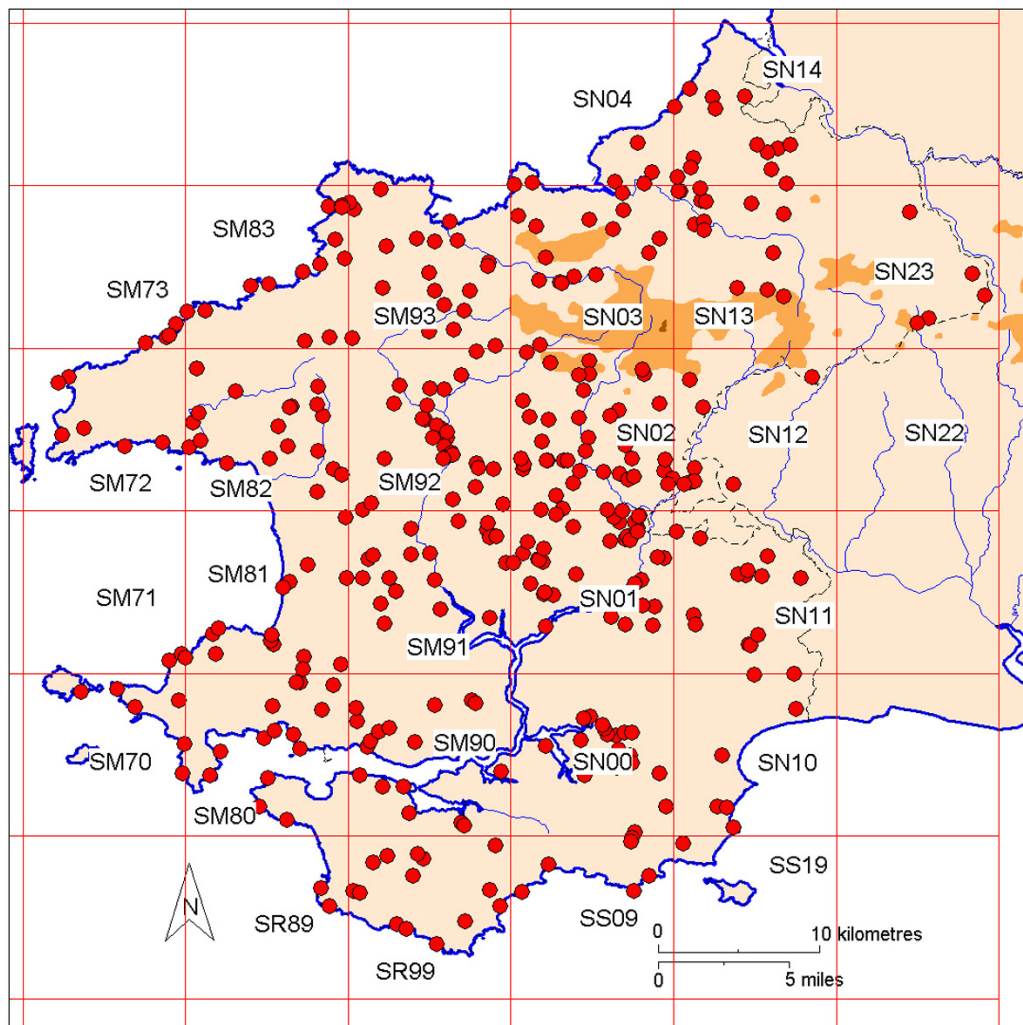 SN14
SN04
SM83
SN23
SM73
SM93
SN03
SN13
SN02
SN12
SN22
SM72
SM82
SM92
SM81
SM71
SN01
SN11
SM91
SM90
SM70
SN00
SN10
SM80
SS19
N
SR89
SS09
0 10 kilometres
0 5 miles
SR99